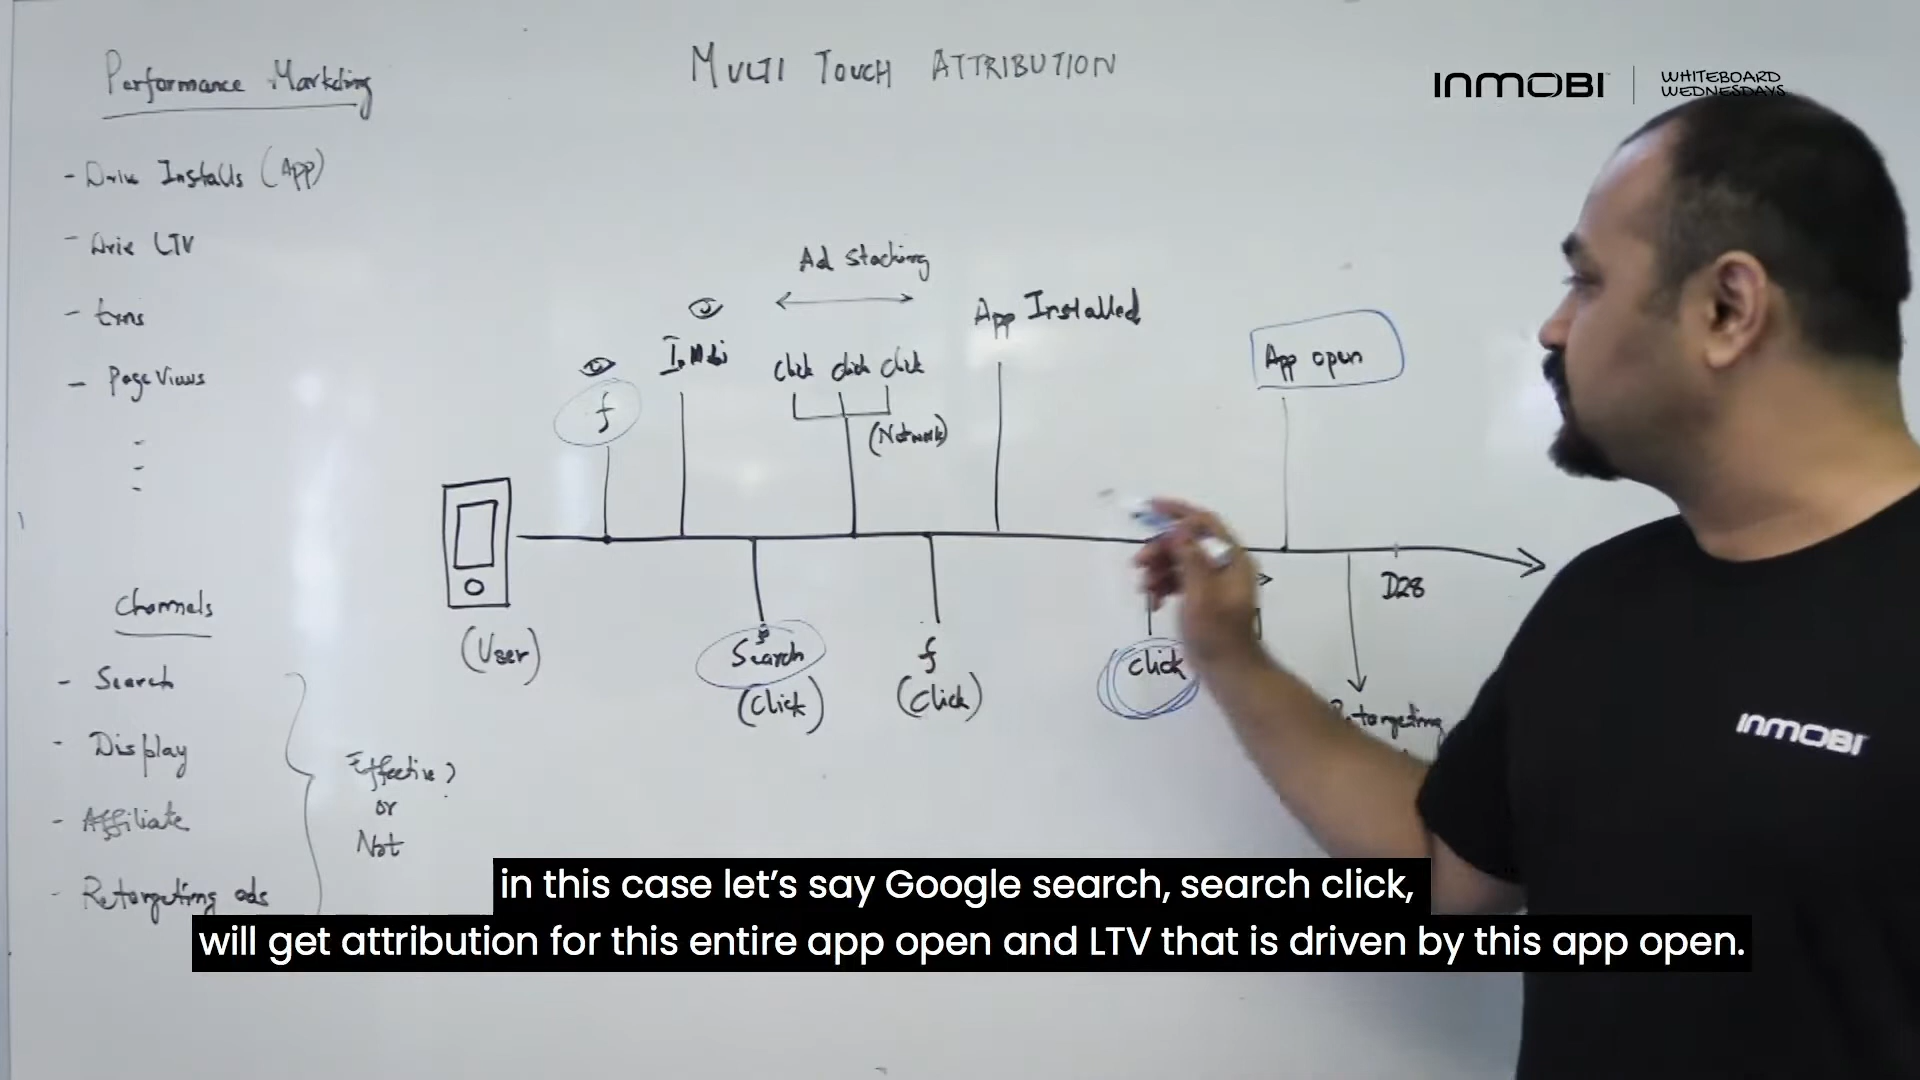 MULTI TOUCH ATTRIBUTION
INMOBI
WHITEBOARD
WEDNESDAYS
Performance Marketing
- Drive Installs (App)
- Drive LTV
- txns
- Page Views
Channels
- Search
- Display
- Affiliate
- Retargeting ads
Effective?
or
Not
Ad Stacking
InMobi
click click click
(Network)
App Installed
App open
f
(User)
Search
(Click)
f
(Click)
Click
D28
INMOBI
in this case let's say Google search, search click,
will get attribution for this entire app open and LTV that is driven by this app open.